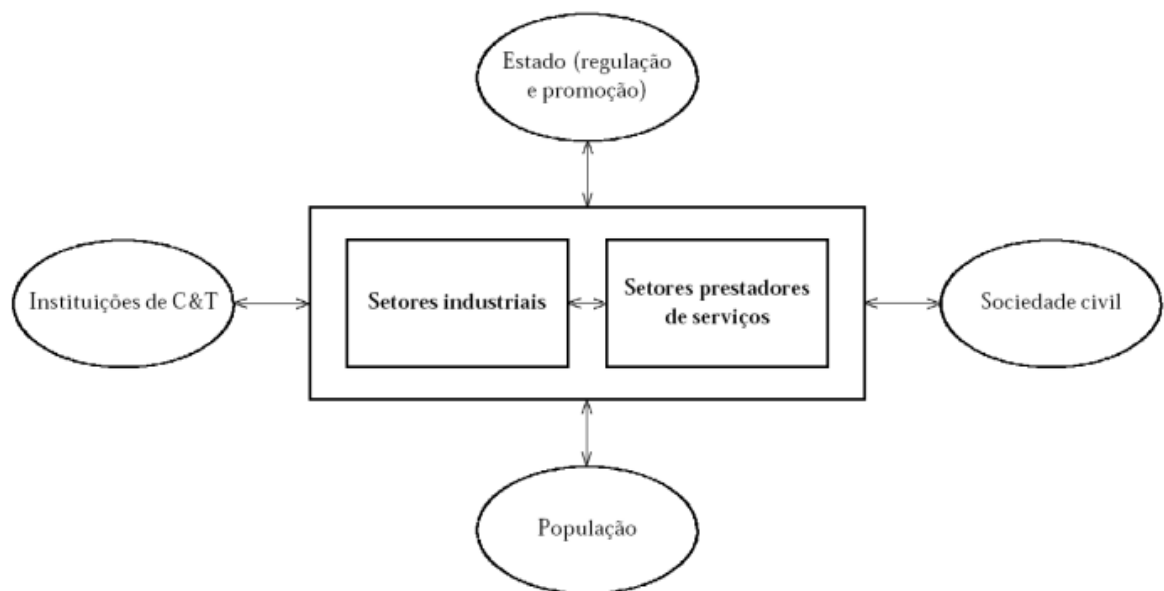 Estado (regulação
e promoção)
Instituições de C&T
Setores industriais
Setores prestadores
de serviços
Sociedade civil
População